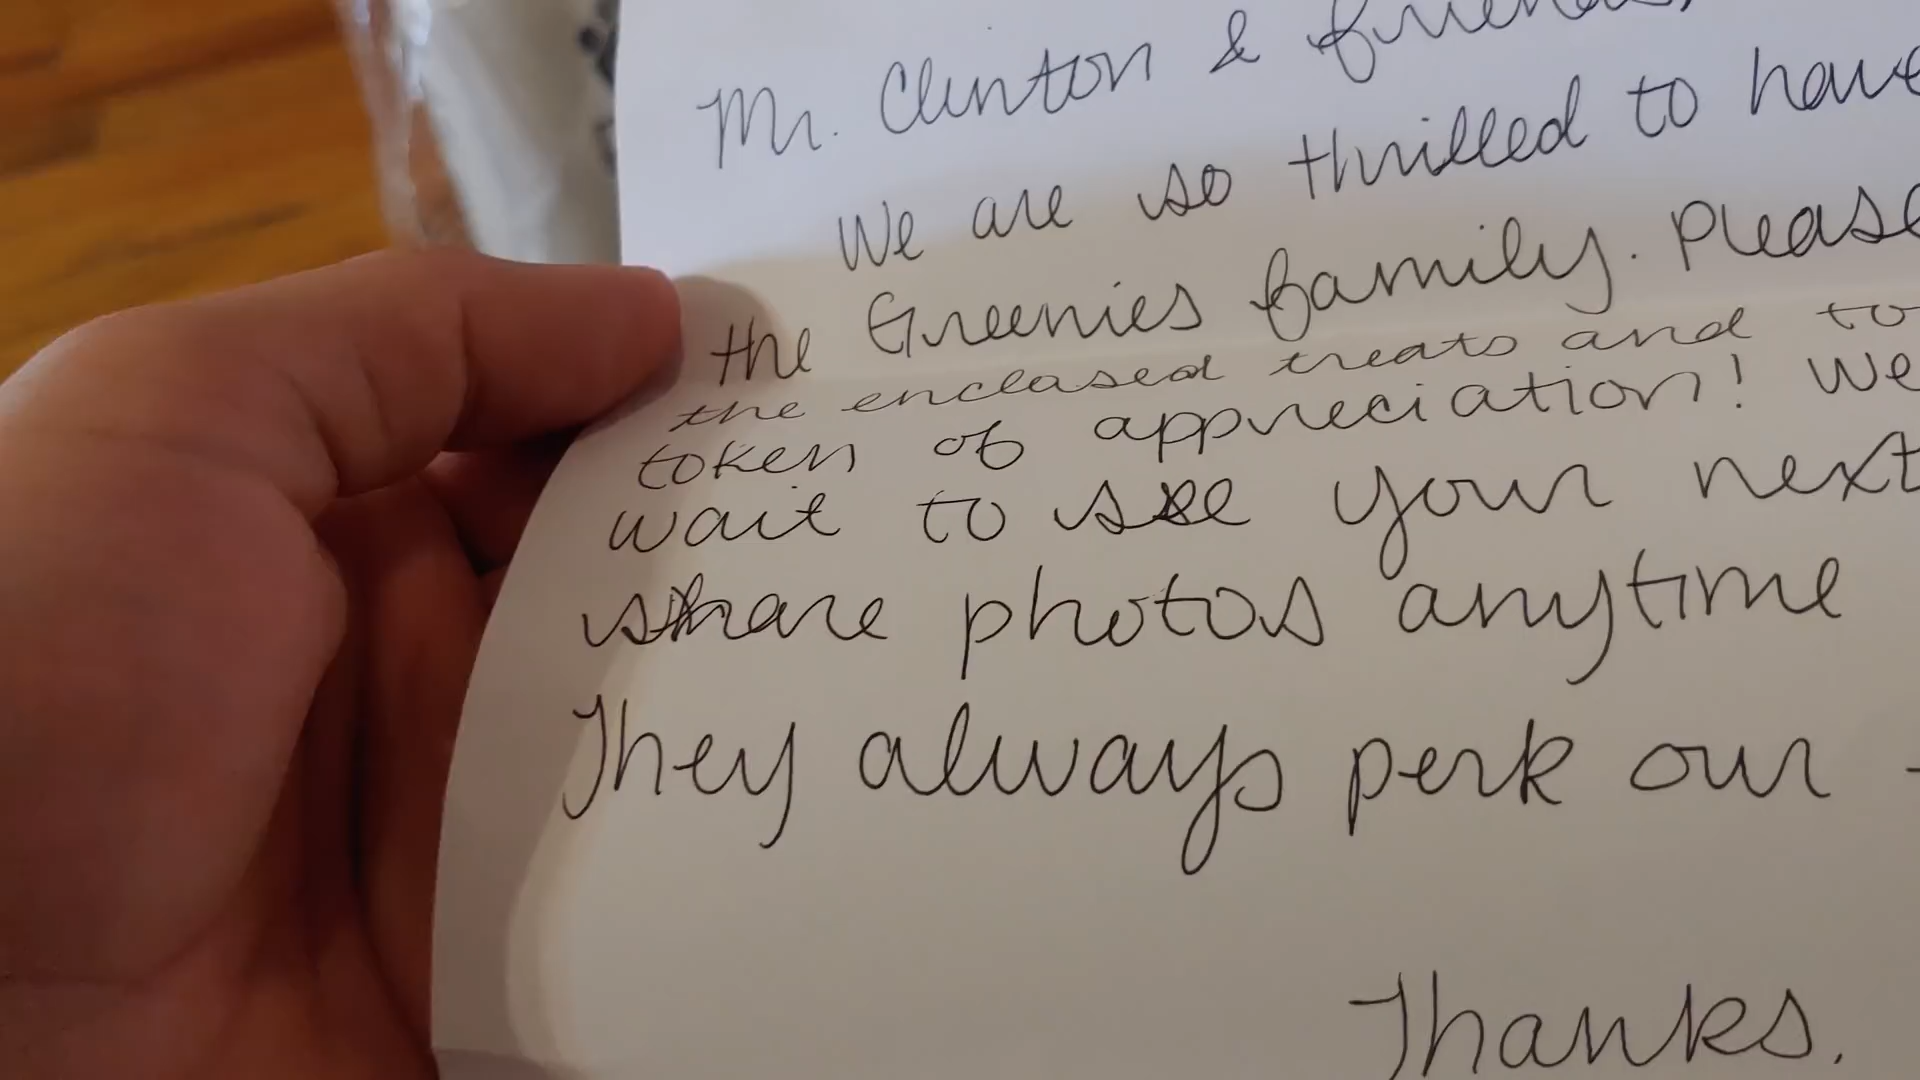 Mr. Clinton & friends,
We are so thrilled to have
the Greenies family. Please
the enclosed treats and to
token of appreciation! We
wait to see your next
share photos anytime
They always perk our
Thanks.